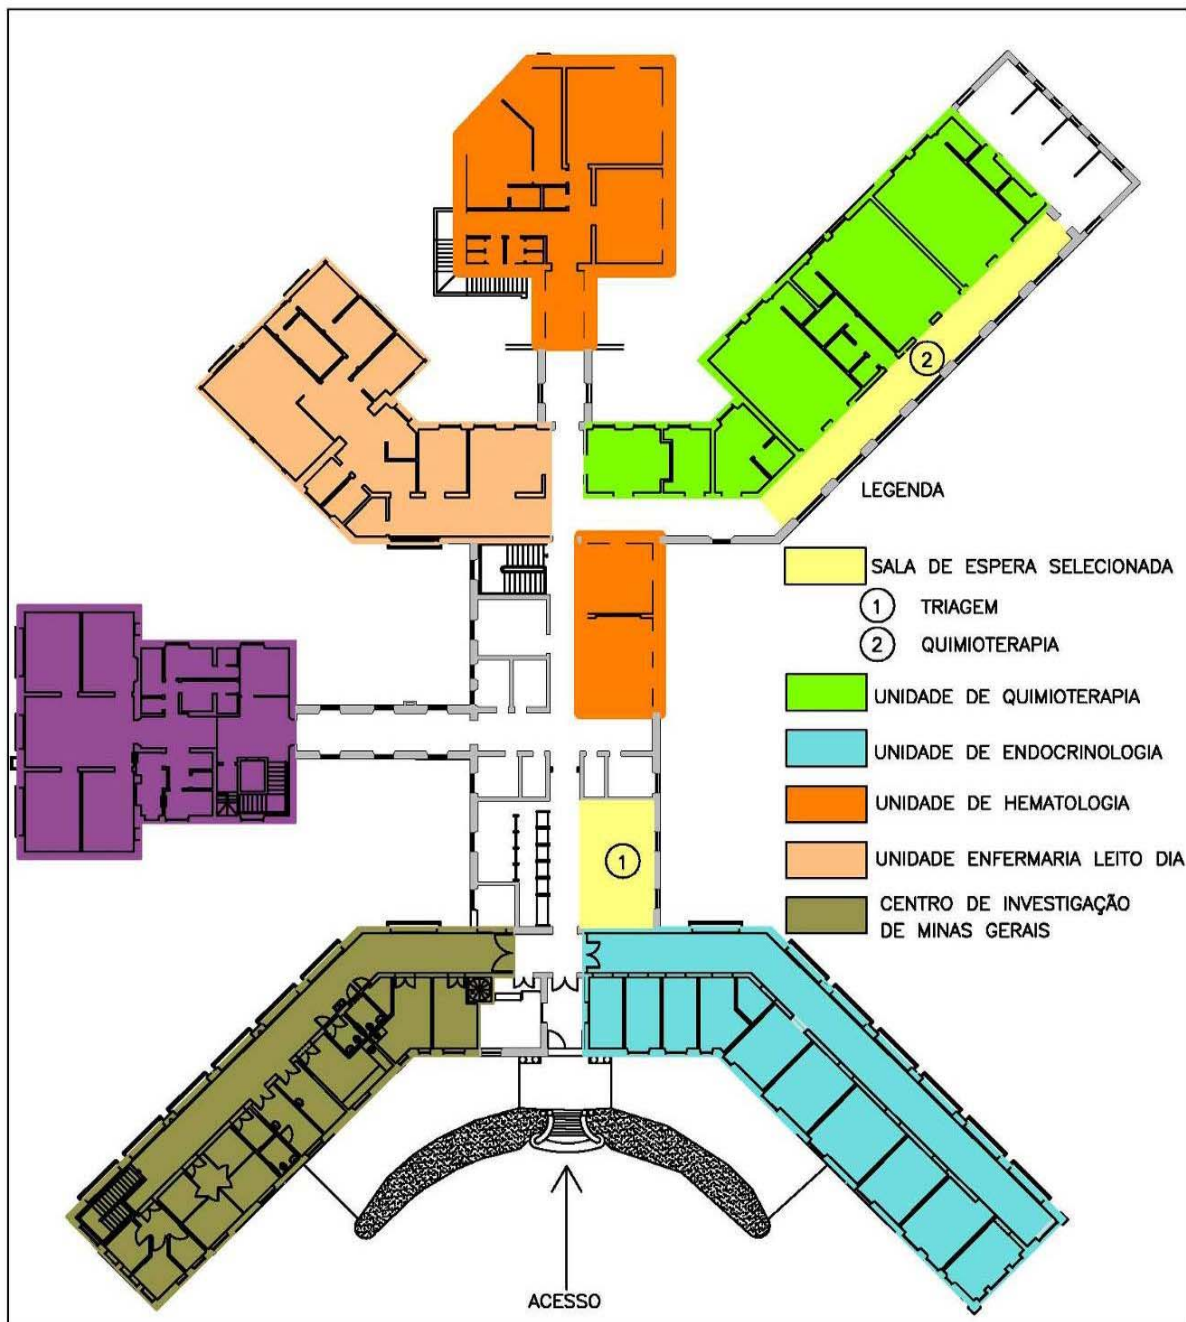 2
LEGENDA
SALA DE ESPERA SELECIONADA
1 TRIAGEM
2 QUIMIOTERAPIA
UNIDADE DE QUIMIOTERAPIA
UNIDADE DE ENDOCRINOLOGIA
UNIDADE DE HEMATOLOGIA
UNIDADE ENFERMARIA LEITO DIA
CENTRO DE INVESTIGAÇÃO
DE MINAS GERAIS
1
ACESSO